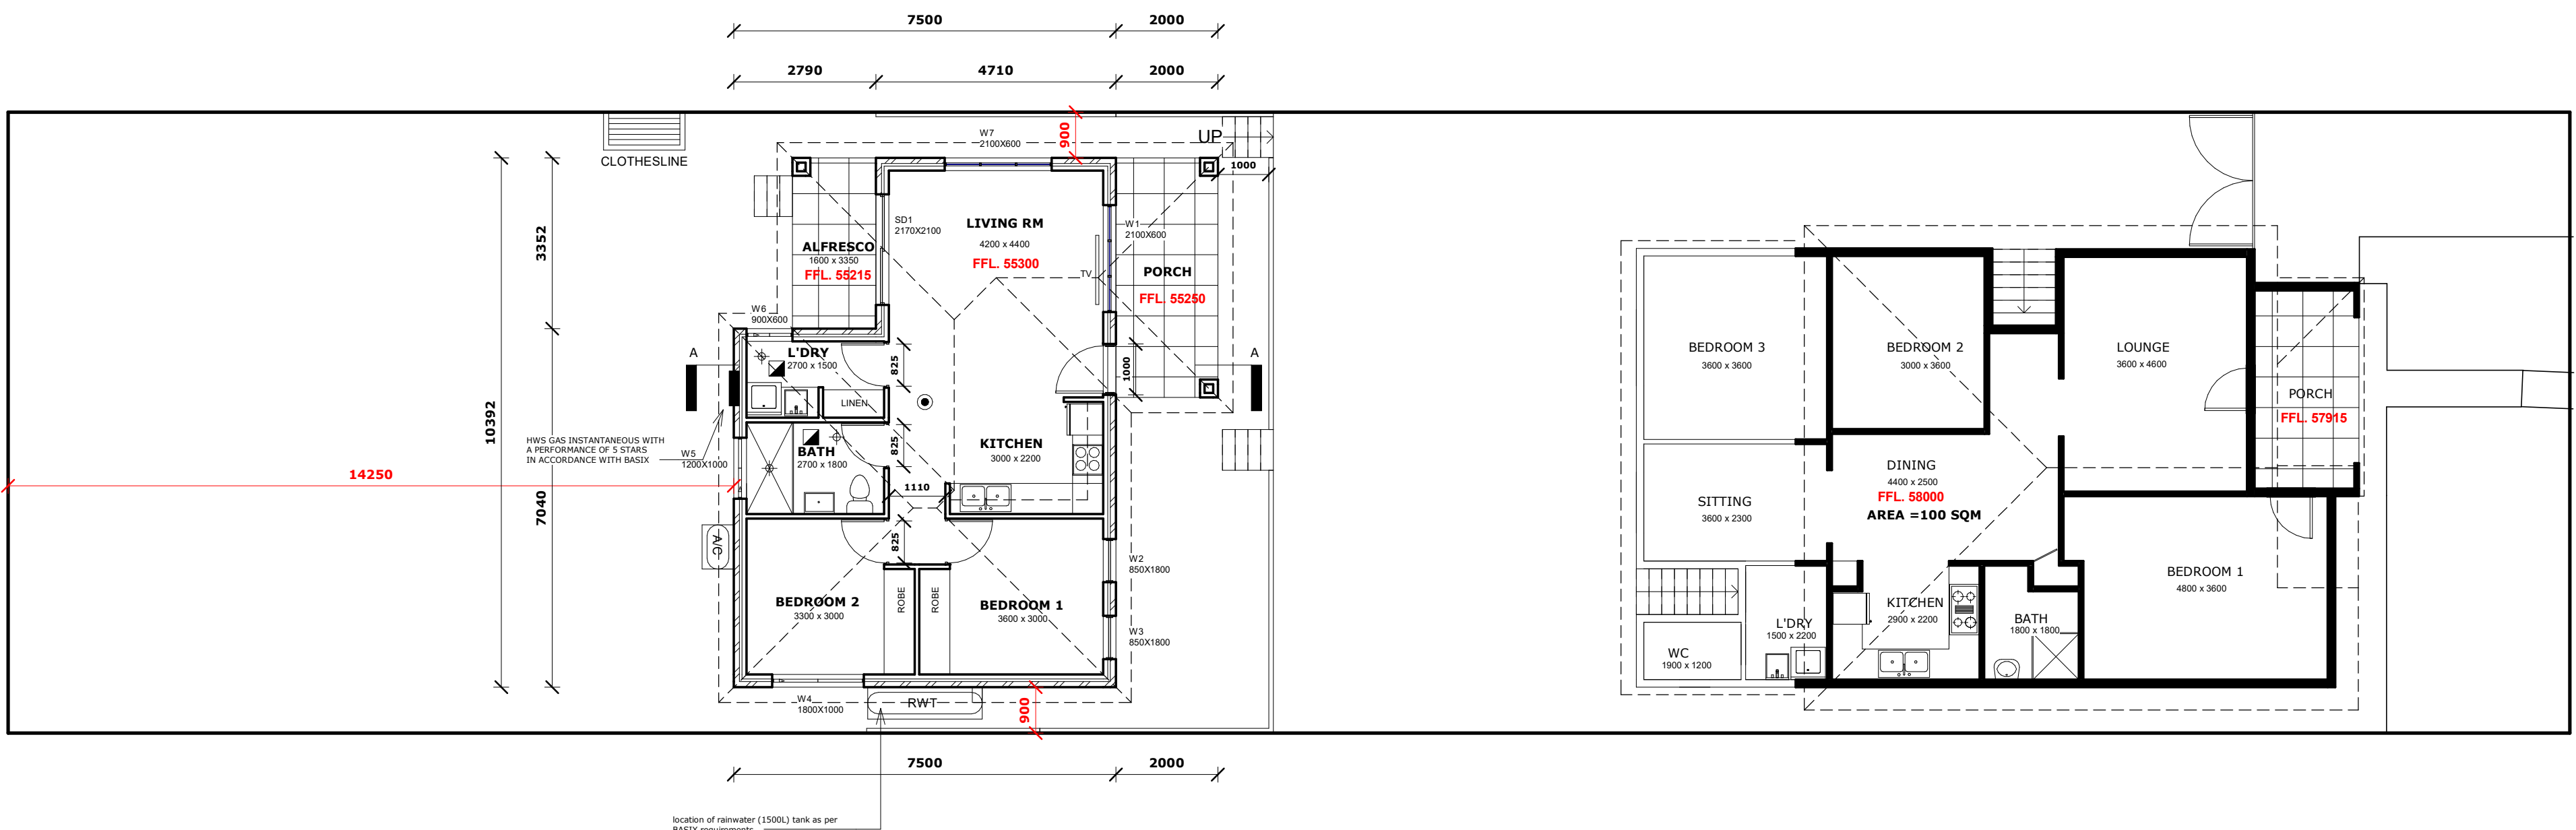 7500
2000
2790
4710
2000
900
UP
1000
CLOTHESLINE
W7
2100X600
10392
3352
7040
14250
SD1
2170X2100
LIVING RM
4200 x 4400
FFL. 55300
ALFRESCO
1600 x 3350
FFL. 55215
W1
2100X600
TV
PORCH
FFL. 55250
W6
900X600
A
L'DRY
2700 x 1500
825
1000
A
LINEN
HWS GAS INSTANTANEOUS WITH
A PERFORMANCE OF 5 STARS
IN ACCORDANCE WITH BASIX
W5
1200X1000
BATH
2700 x 1800
825
KITCHEN
3000 x 2200
1110
A/C
825
W2
850X1800
BEDROOM 2
3300 x 3000
ROBE
ROBE
BEDROOM 1
3600 x 3000
W3
850X1800
W4
1800X1000
RWT
900
7500
2000
location of rainwater (1500L) tank as per
BASIX requirements
BEDROOM 3
3600 x 3600
BEDROOM 2
3000 x 3600
LOUNGE
3600 x 4600
PORCH
FFL. 57915
SITTING
3600 x 2300
DINING
4400 x 2500
FFL. 58000
AREA =100 SQM
BEDROOM 1
4800 x 3600
L'DRY
1500 x 2200
KITCHEN
2900 x 2200
BATH
1800 x 1800
WC
1900 x 1200